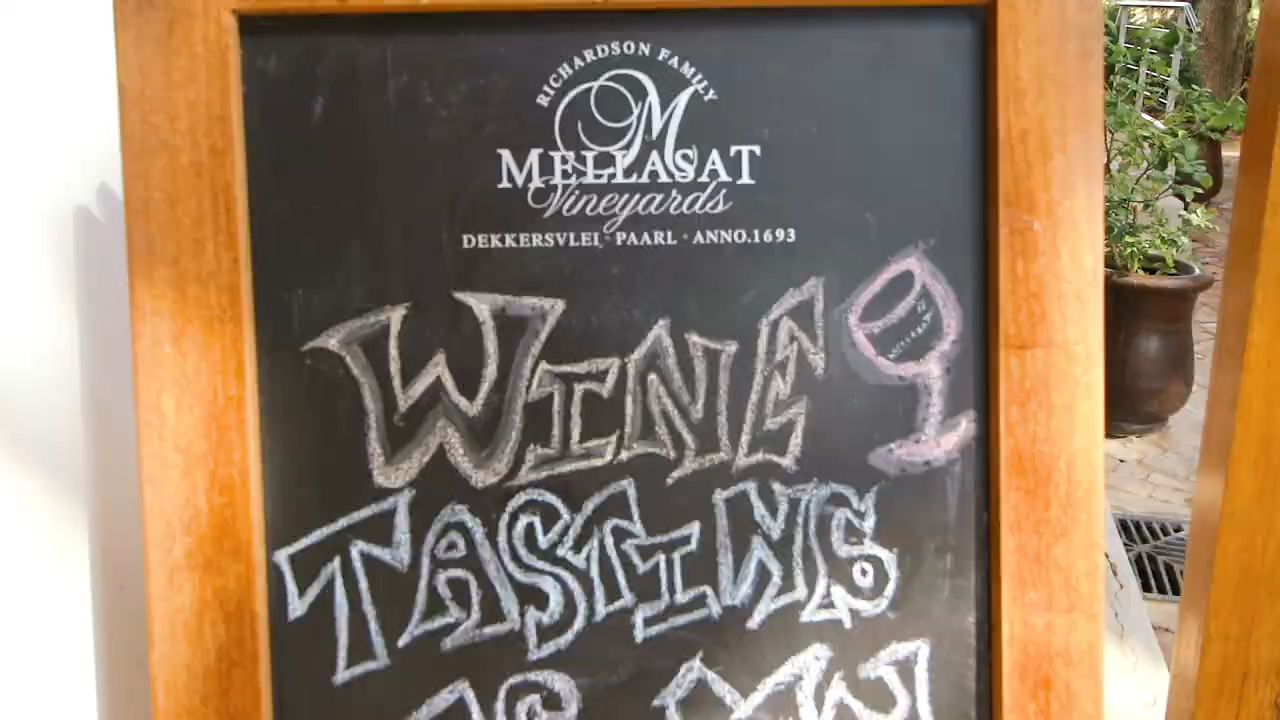 RICHARDSON FAMILY
M
MELLASAT
Vineyards
DEKKERSVLEI · PAARL · ANNO.1693
WINE
TASTING